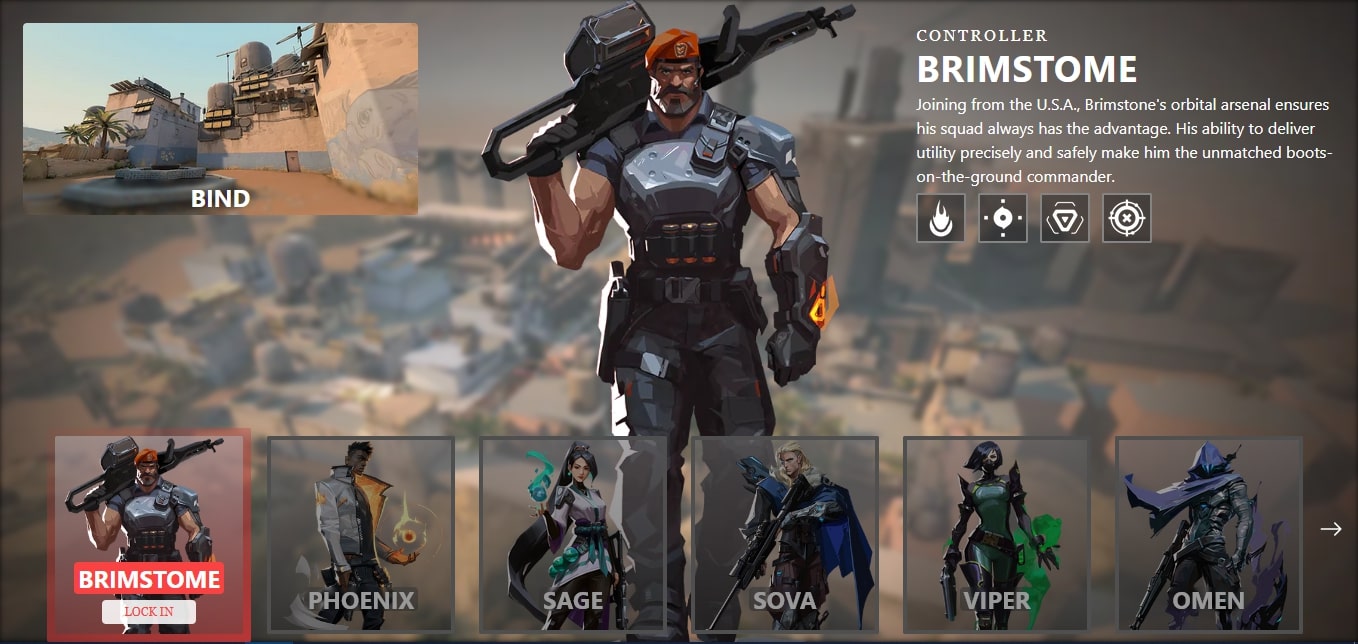 BIND
CONTROLLER
BRIMSTOME
Joining from the U.S.A., Brimstone's orbital arsenal ensures
his squad always has the advantage. His ability to deliver
utility precisely and safely make him the unmatched boots-
on-the-ground commander.
BRIMSTOME
LOCK IN
PHOENIX
SAGE
SOVA
VIPER
OMEN